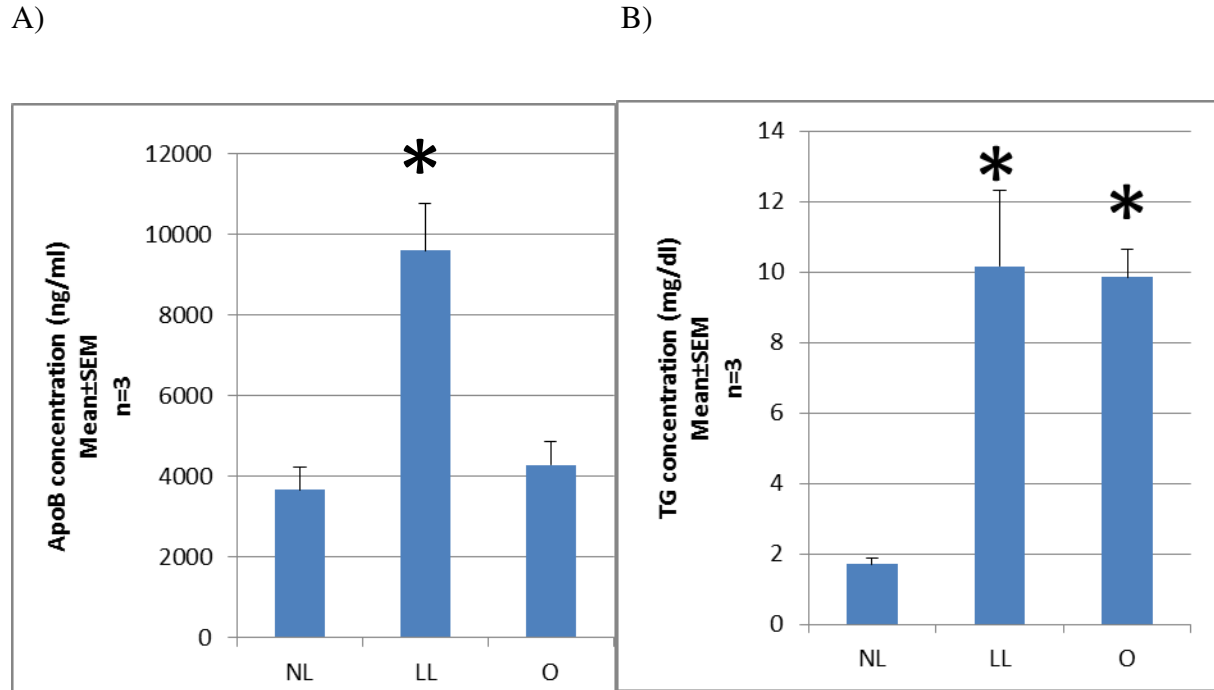 A)
B)
ApoB concentration (ng/ml)
Mean±SEM
n=3
12000
10000
8000
6000
4000
2000
0
*
NL LL O
TG concentration (mg/dl)
Mean±SEM
n=3
14
12
10
8
6
4
2
0
*
*
NL LL O